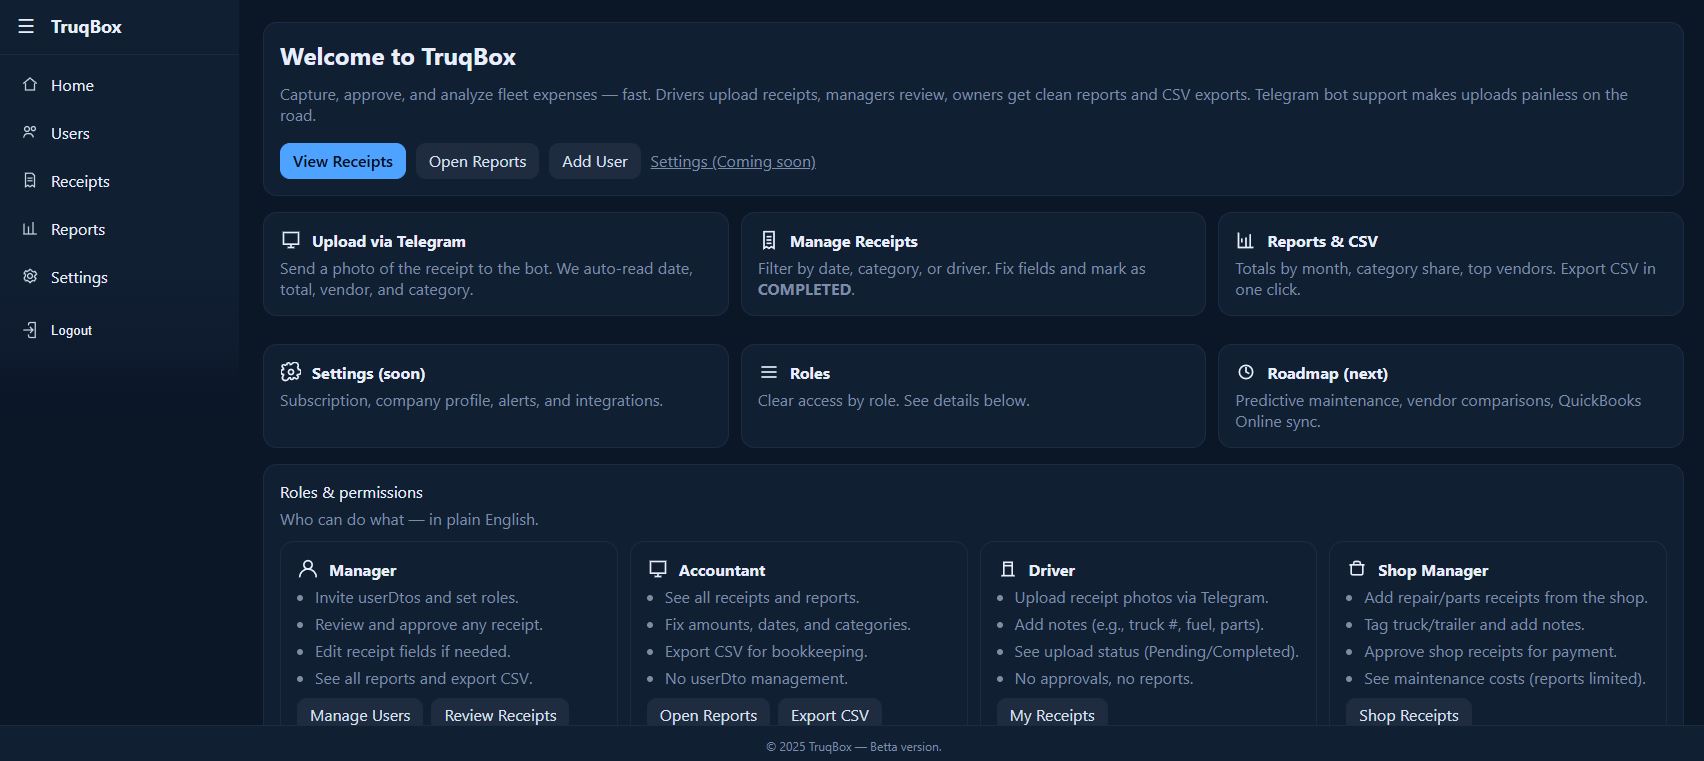 TruqBox
Home
Users
Receipts
Reports
Settings
Logout
Welcome to TruqBox
Capture, approve, and analyze fleet expenses — fast. Drivers upload receipts, managers review, owners get clean reports and CSV exports. Telegram bot support makes uploads painless on the
road.
View Receipts
Open Reports
Add User
Settings (Coming soon)
Upload via Telegram
Send a photo of the receipt to the bot. We auto-read date,
total, vendor, and category.
Manage Receipts
Filter by date, category, or driver. Fix fields and mark as
COMPLETED.
Reports & CSV
Totals by month, category share, top vendors. Export CSV in
one click.
Settings (soon)
Subscription, company profile, alerts, and integrations.
Roles
Clear access by role. See details below.
Roadmap (next)
Predictive maintenance, vendor comparisons, QuickBooks
Online sync.
Roles & permissions
Who can do what — in plain English.
Manager
• Invite userDtos and set roles.
• Review and approve any receipt.
• Edit receipt fields if needed.
• See all reports and export CSV.
Manage Users
Review Receipts
Accountant
• See all receipts and reports.
• Fix amounts, dates, and categories.
• Export CSV for bookkeeping.
• No userDto management.
Open Reports
Export CSV
Driver
• Upload receipt photos via Telegram.
• Add notes (e.g., truck #, fuel, parts).
• See upload status (Pending/Completed).
• No approvals, no reports.
My Receipts
Shop Manager
• Add repair/parts receipts from the shop.
• Tag truck/trailer and add notes.
• Approve shop receipts for payment.
• See maintenance costs (reports limited).
Shop Receipts
© 2025 TruqBox — Betta version.